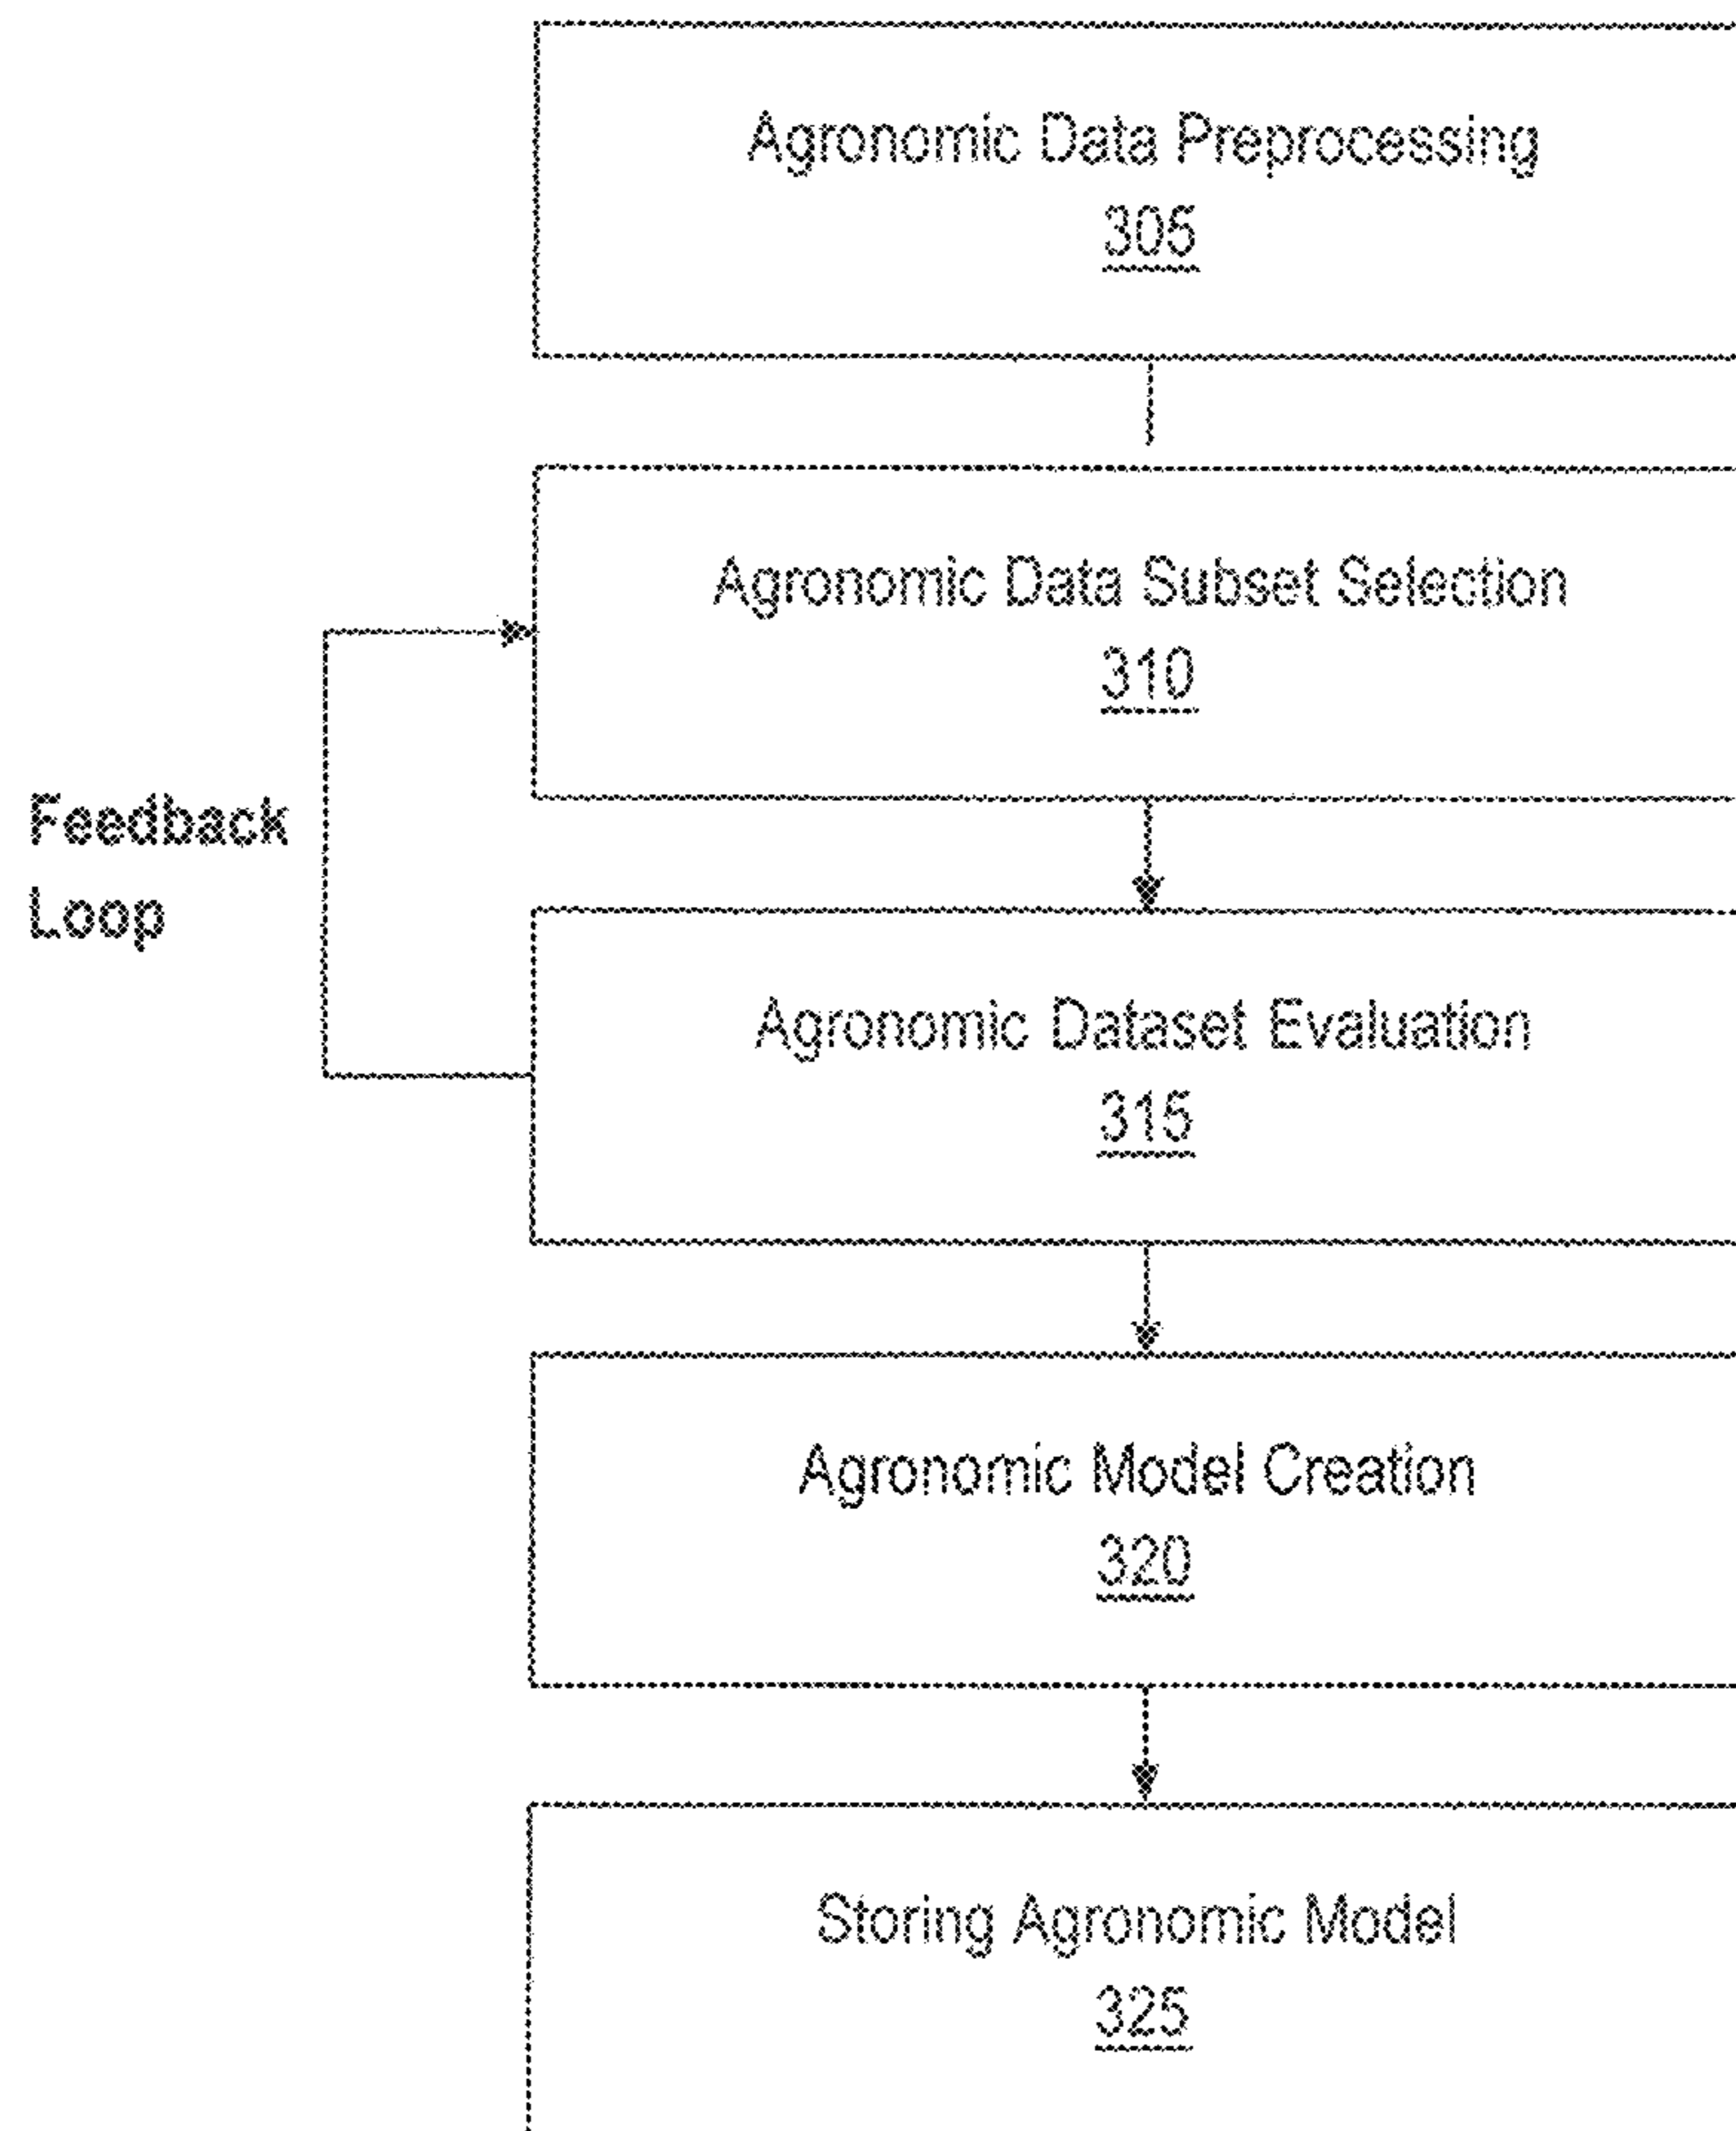 Agronomic Data Preprocessing
305
Agronomic Data Subset Selection
310
Feedback
Loop
Agronomic Dataset Evaluation
315
Agronomic Model Creation
320
Storing Agronomic Model
325